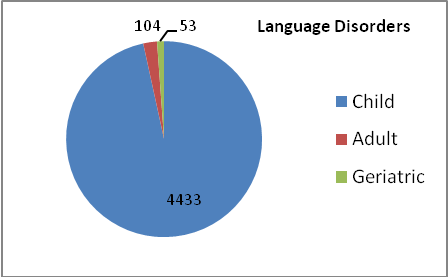 Language Disorders
104
53
4433
Child
Adult
Geriatric